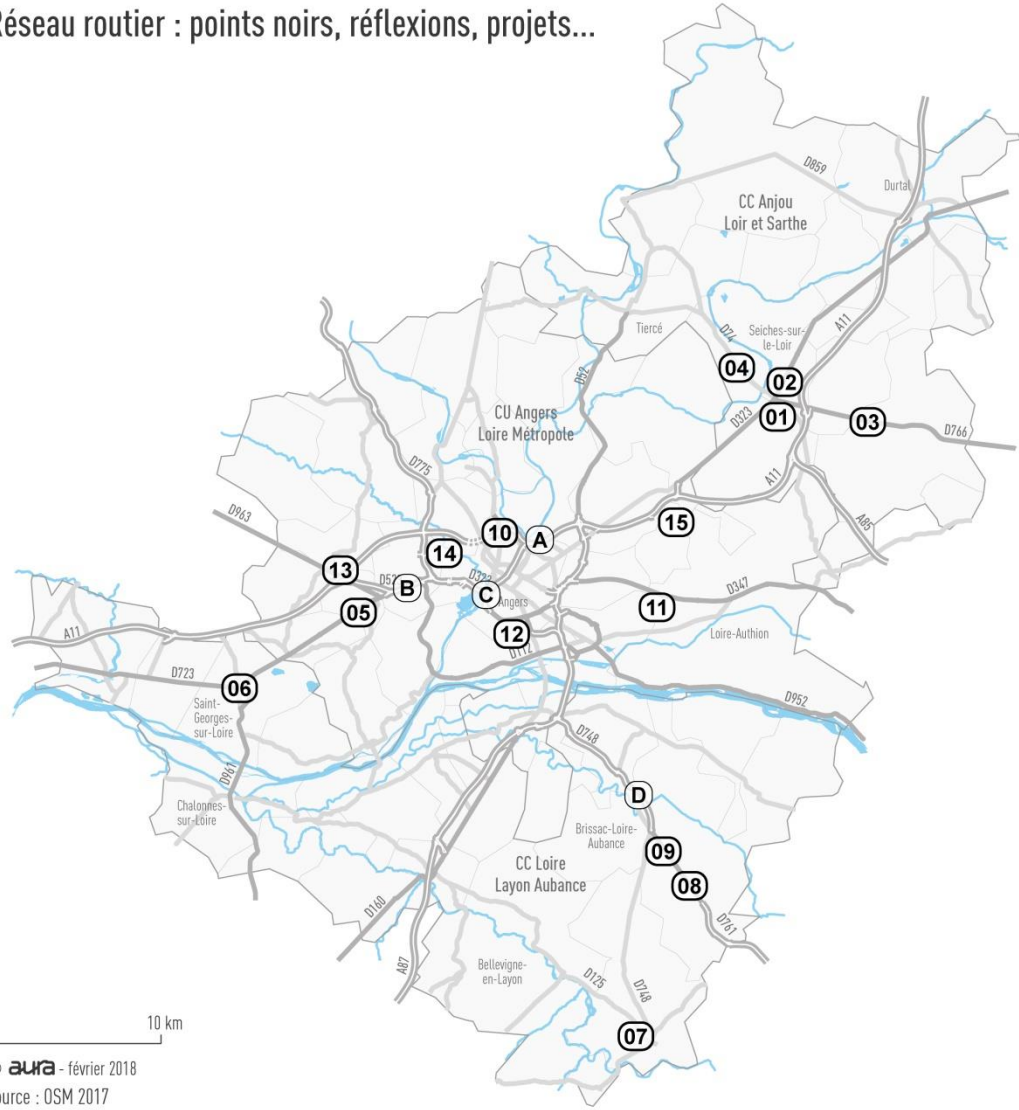 éseau routier : points noirs, réflexions, projets...
D859
Durtal
CC Anjou
Loir et Sarthe
Tiercé
D74
Seiches-sur-
le-Loir
A11
04
02
D52
CU Angers
Loire Métropole
D323
01
03
D766
D775
A11
D963
10
A
15
A85
14
13
D323
D347
B
C
Angers
05
11
12
Loire-Authion
A11
D112
D723
06
Saint-
Georges-
sur-Loire
D952
D748
D961
D
Chalonnes-
sur-Loire
Brissac-Loire-
Aubance
09
CC Loire
Layon Aubance
08
D160
D761
A87
Bellevigne-
en-Layon
D125
D748
10 km
07
aura - février 2018
ource : OSM 2017